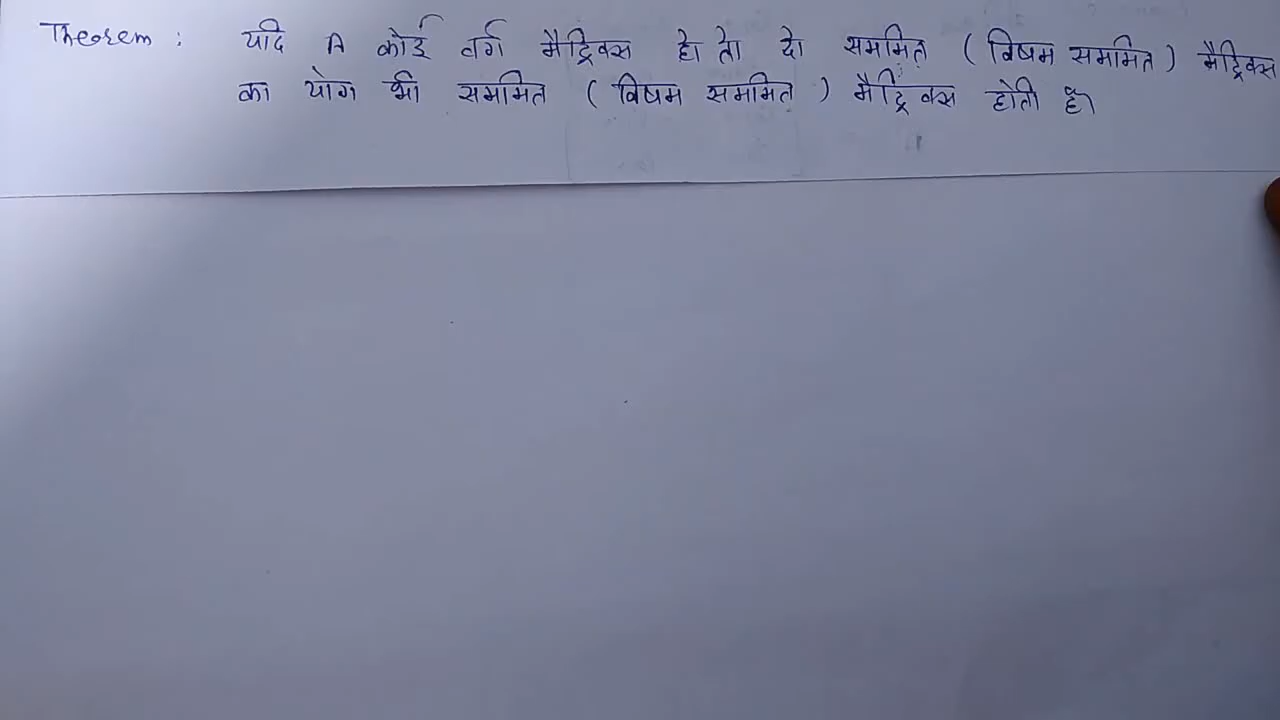 Theorem : यदि A कोई वर्ग मैट्रिक्स हो तो दो सममित ( विषम सममित ) मैट्रिक्स
का योग भी सममित ( विषम सममित ) मैट्रिक्स होती है।